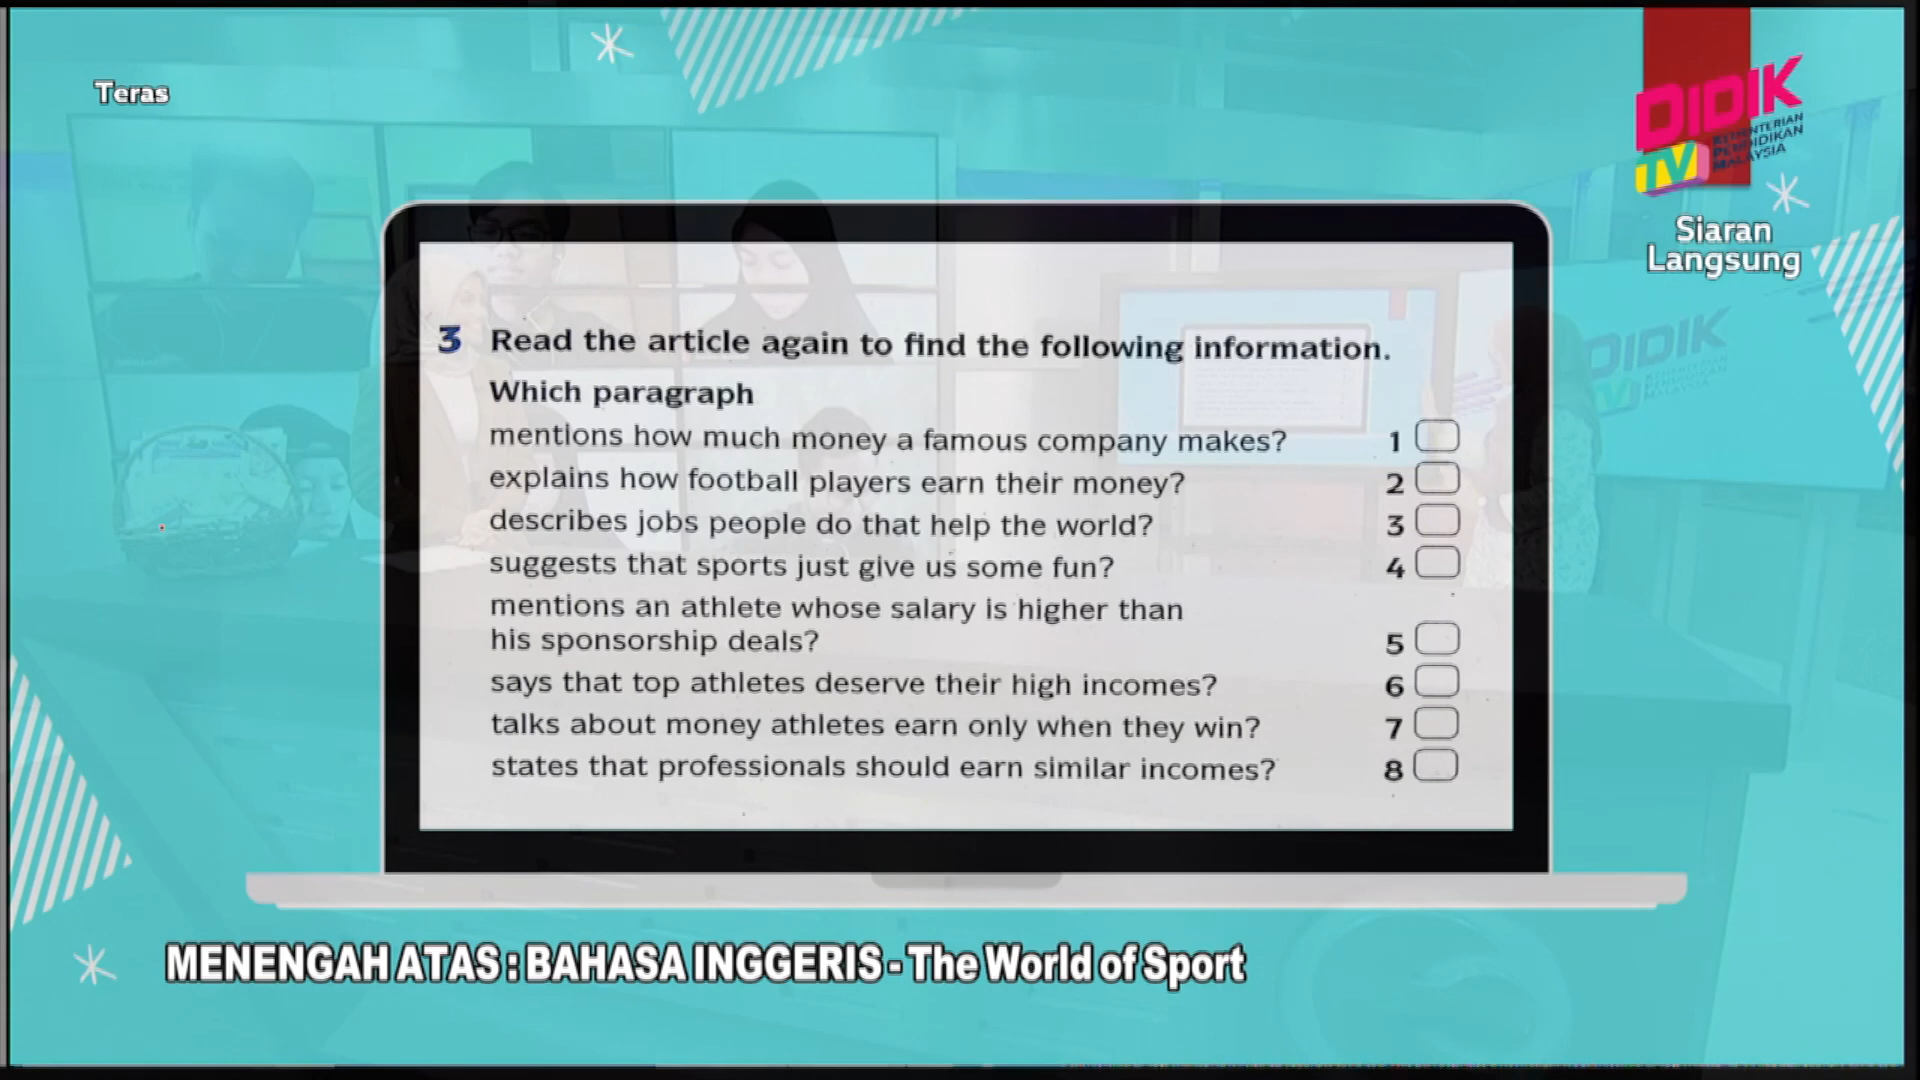 Teras
DIDIK
TV
KEMENTERIAN
PENDIDIKAN
MALAYSIA
Siaran
Langsung
3 Read the article again to find the following information.
Which paragraph
mentions how much money a famous company makes? 1
explains how football players earn their money? 2
describes jobs people do that help the world? 3
suggests that sports just give us some fun? 4
mentions an athlete whose salary is higher than
his sponsorship deals? 5
says that top athletes deserve their high incomes? 6
talks about money athletes earn only when they win? 7
states that professionals should earn similar incomes? 8
DIDIK
TV
MENENGAH ATAS : BAHASA INGGERIS - The World of Sport